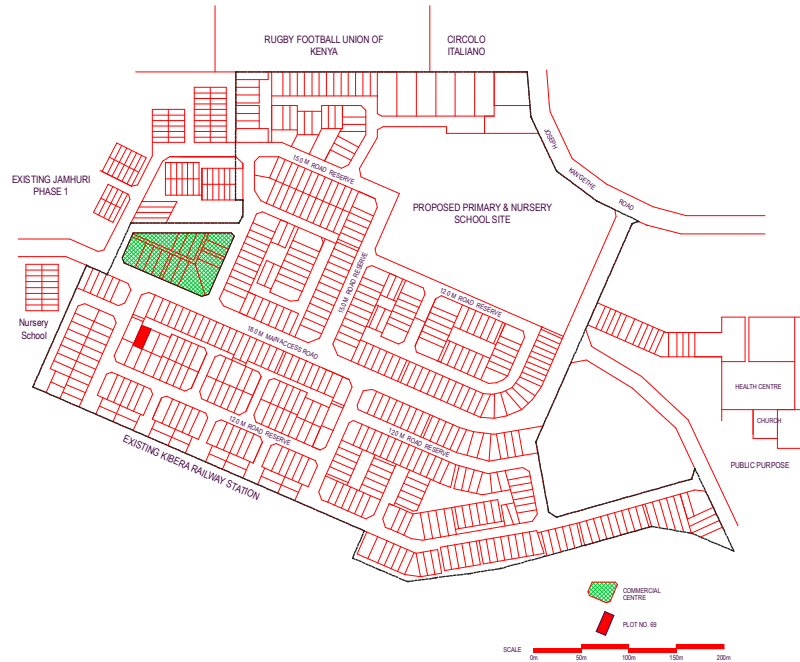 RUGBY FOOTBALL UNION OF
KENYA
CIRCOLO
ITALIANO
JOSEPH
KANGETHE
ROAD
EXISTING JAMHURI
PHASE 1
15.0 M ROAD RESERVE
PROPOSED PRIMARY & NURSERY
SCHOOL SITE
15.0 M ROAD RESERVE
12.0 M ROAD RESERVE
Nursery
School
18.0 M MAIN ACCESS ROAD
HEALTH CENTRE
CHURCH
PUBLIC PURPOSE
12.0 M ROAD RESERVE
12.0 M ROAD RESERVE
EXISTING KIBERA RAILWAY STATION
COMMERCIAL
CENTRE
PLOT NO. 69
SCALE
0m 50m 100m 150m 200m